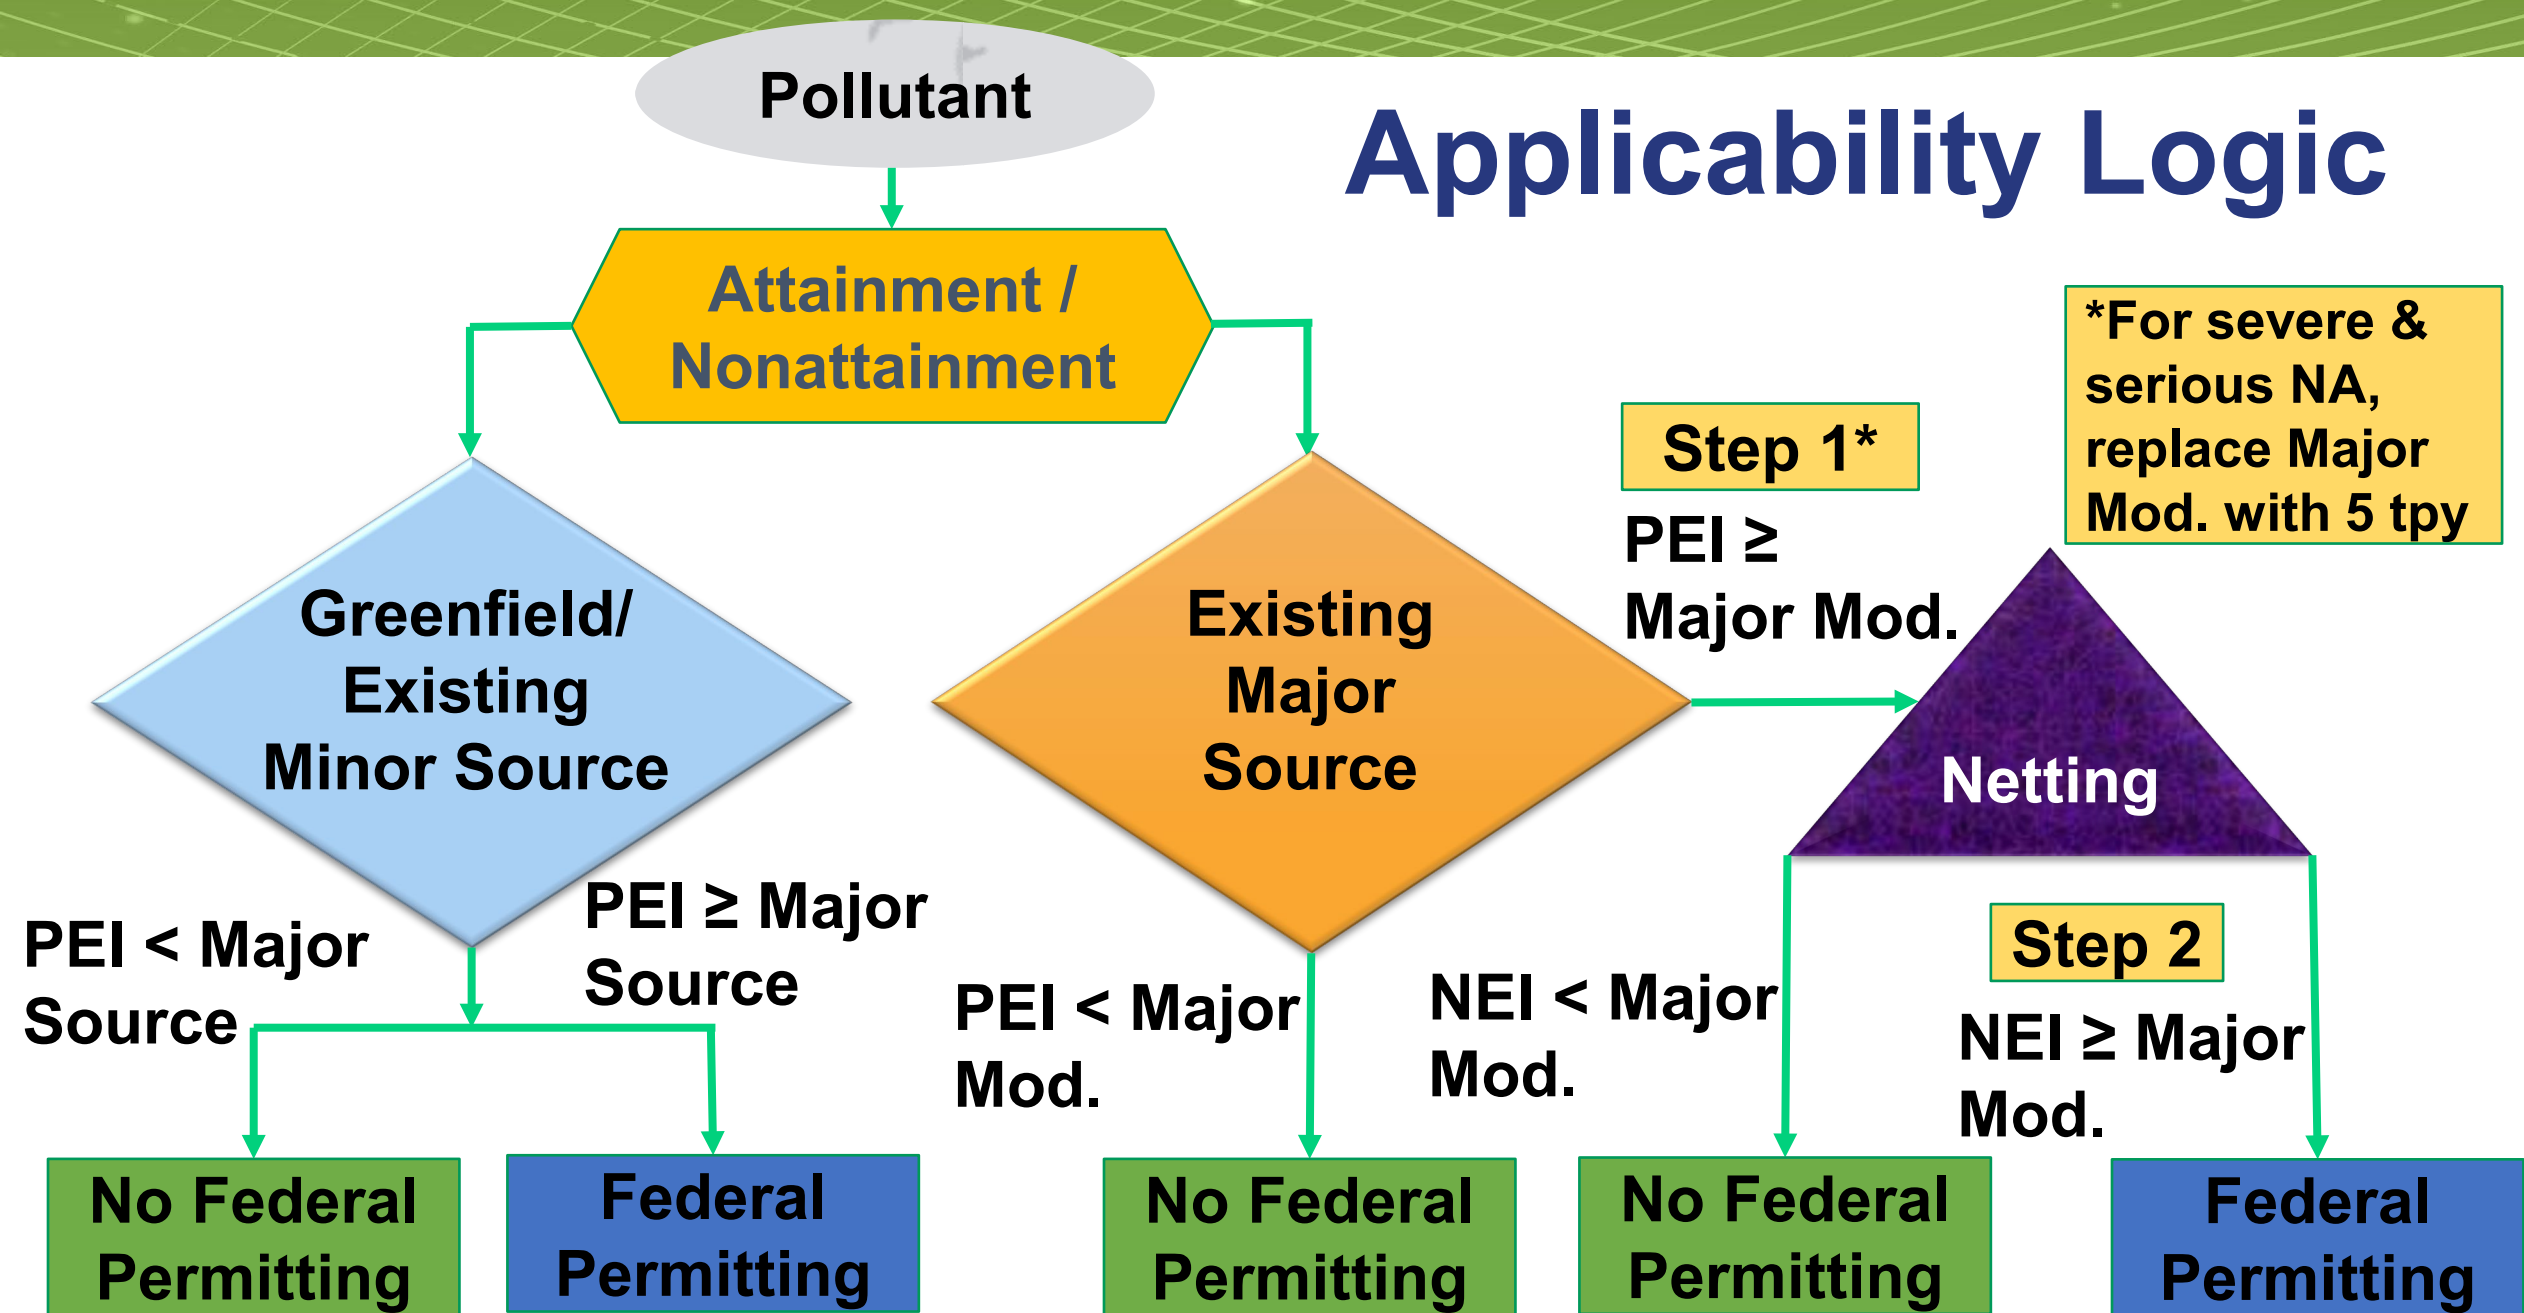 Pollutant
Applicability Logic
Attainment /
Nonattainment
*For severe &
serious NA,
replace Major
Mod. with 5 tpy
Step 1*
PEI ≥
Major Mod.
Greenfield/
Existing
Minor Source
Existing
Major
Source
Netting
PEI < Major
Source
PEI ≥ Major
Source
PEI < Major
Mod.
NEI < Major
Mod.
Step 2
NEI ≥ Major
Mod.
No Federal
Permitting
Federal
Permitting
No Federal
Permitting
No Federal
Permitting
Federal
Permitting